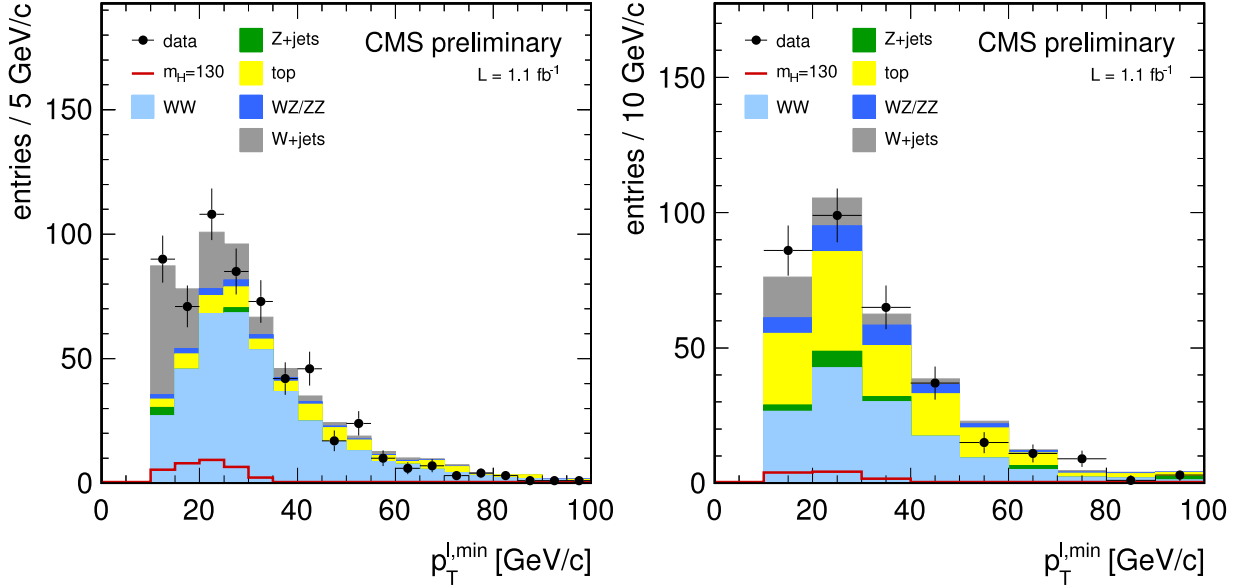 CMS preliminary
L = 1.1 fb⁻¹
data
m_H=130
WW
Z+jets
top
WZ/ZZ
W+jets
entries / 5 GeV/c
150
100
50
0
0 20 40 60 80 100
p_T^{l,min} [GeV/c]
CMS preliminary
L = 1.1 fb⁻¹
data
m_H=130
WW
Z+jets
top
WZ/ZZ
W+jets
entries / 10 GeV/c
150
100
50
0
0 20 40 60 80 100
p_T^{l,min} [GeV/c]